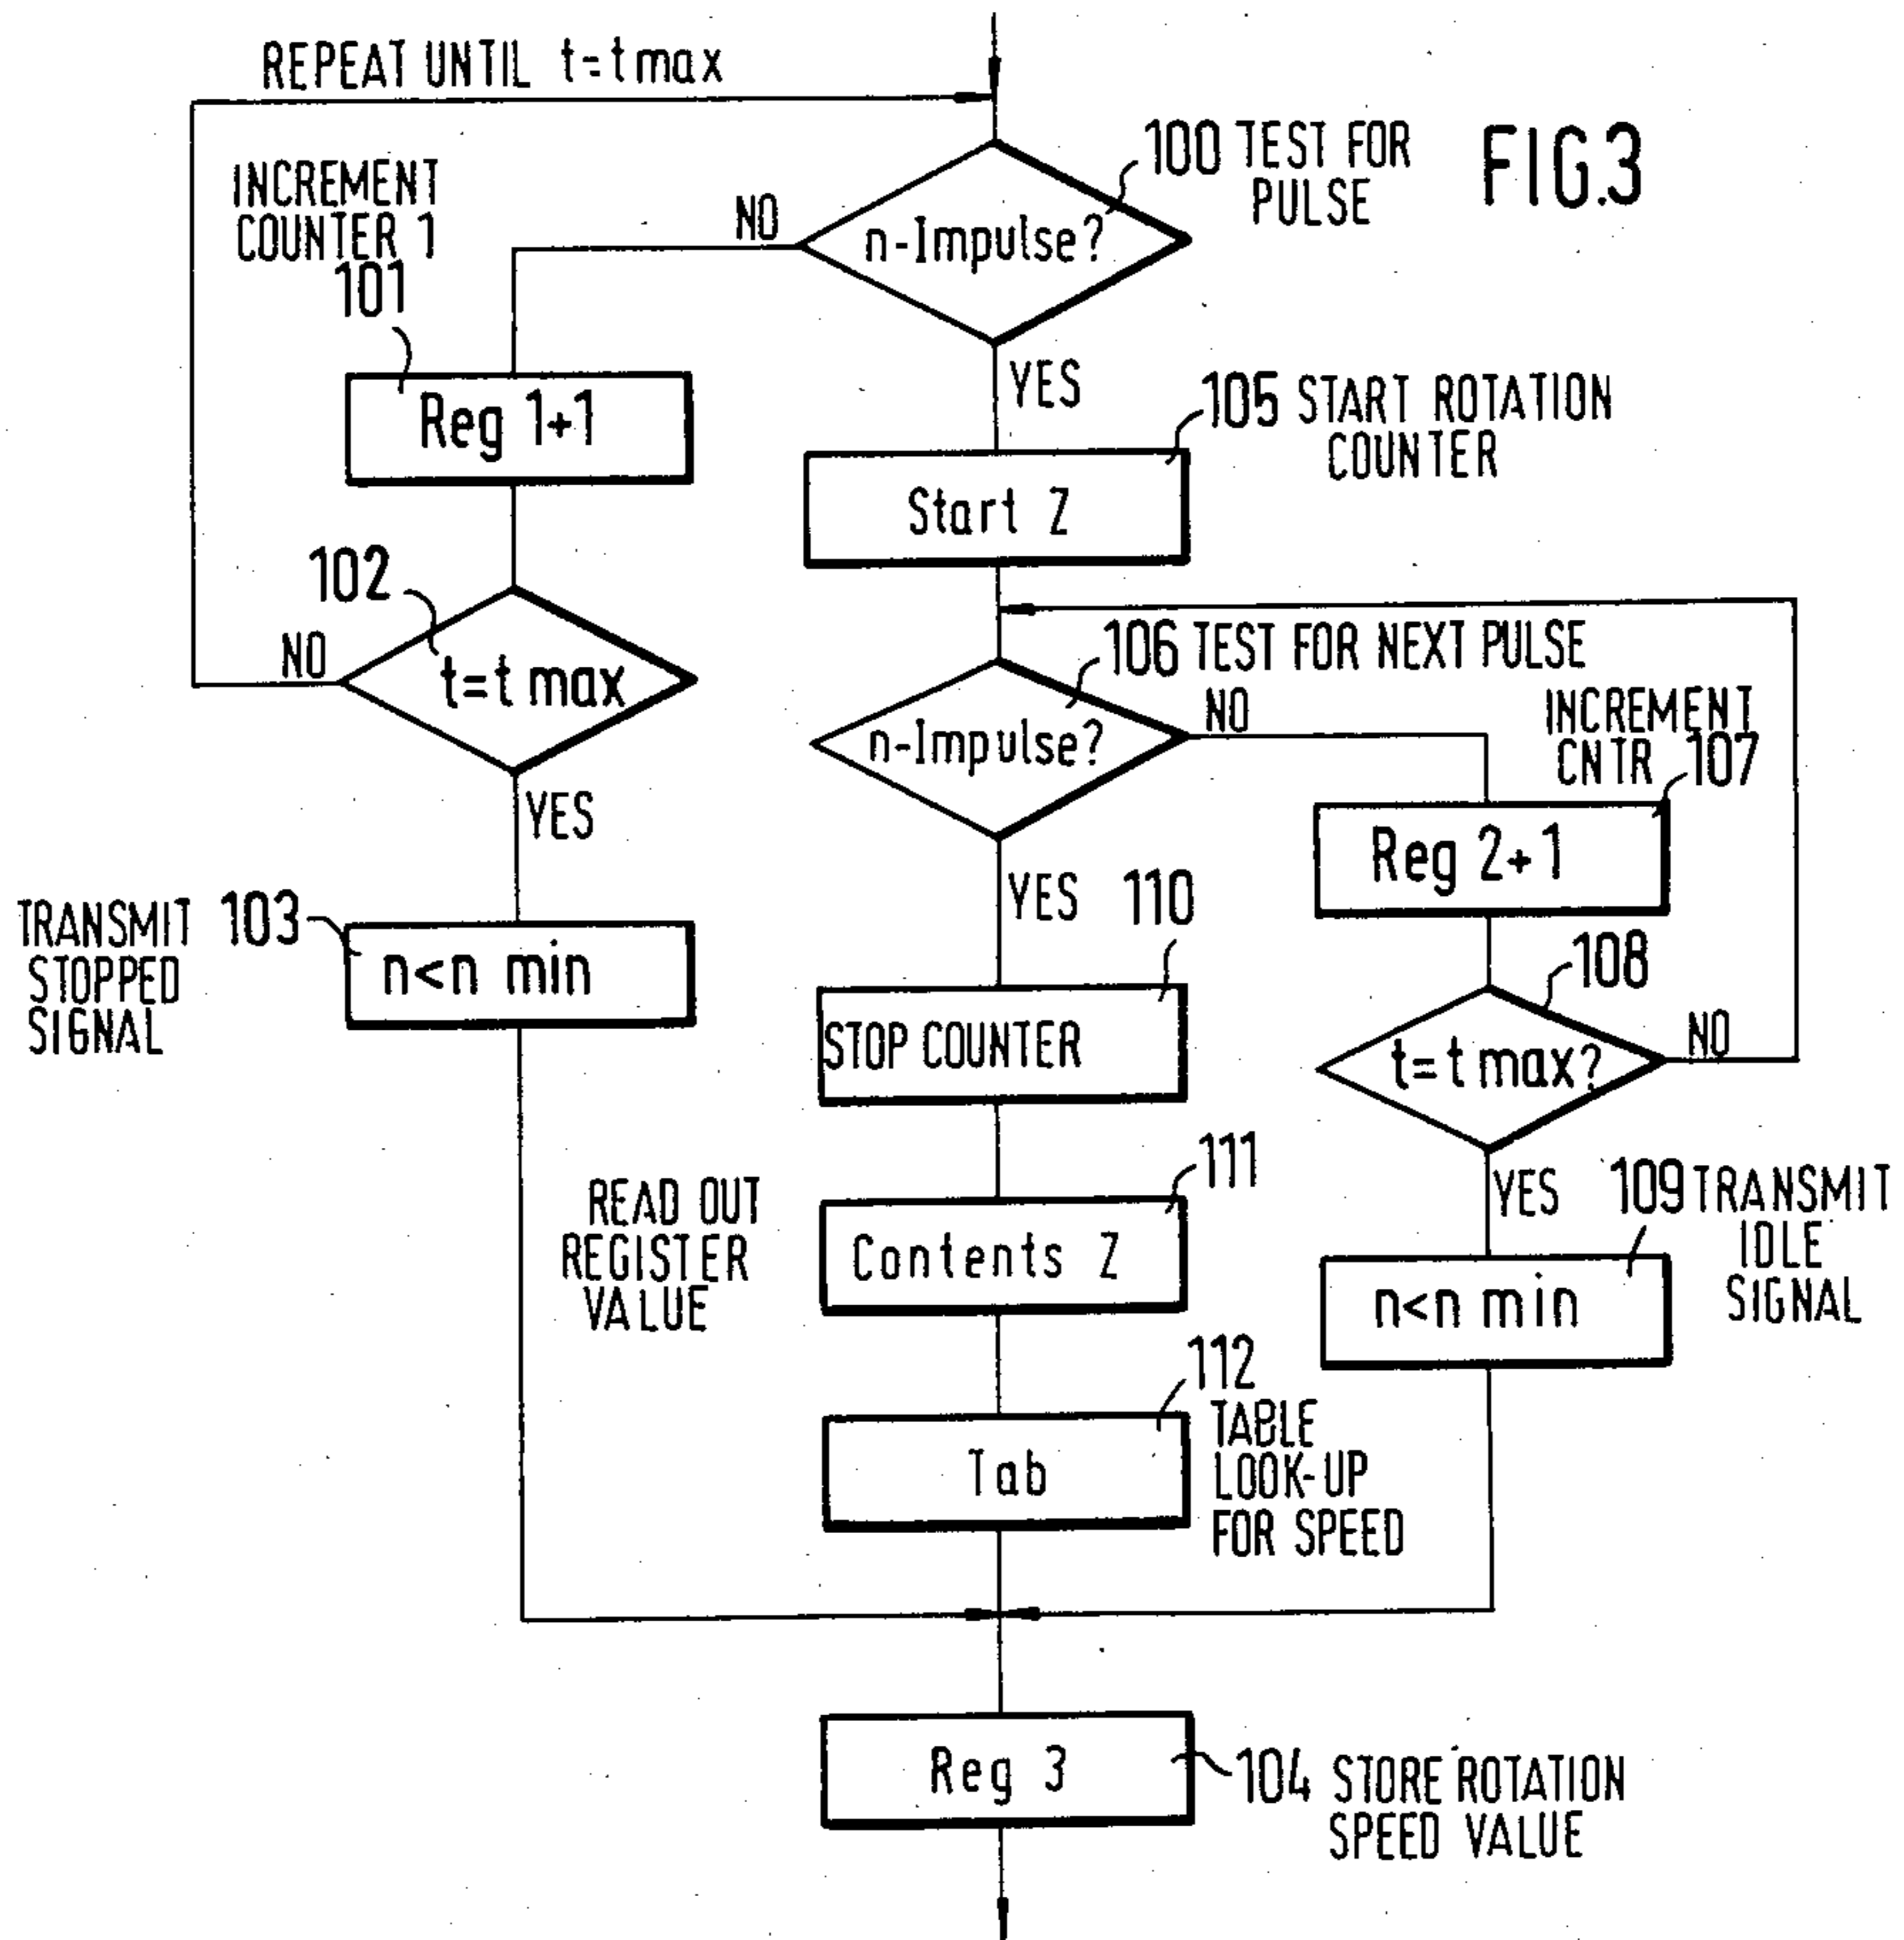 REPEAT UNTIL t=t max
FIG.3
100 TEST FOR
PULSE
n-Impulse?
NO
YES
INCREMENT
COUNTER 1
101
Reg 1+1
105 START ROTATION
COUNTER
Start Z
102
t=t max
NO
YES
106 TEST FOR NEXT PULSE
n-Impulse?
NO
YES
INCREMENT
CNTR 107
Reg 2+1
TRANSMIT 103
STOPPED
SIGNAL
n<n min
110
STOP COUNTER
108
t=t max?
NO
YES
READ OUT
REGISTER
VALUE
111
Contents Z
109 TRANSMIT
IDLE
SIGNAL
n<n min
112
TABLE
LOOK-UP
FOR SPEED
Tab
Reg 3
104 STORE ROTATION
SPEED VALUE